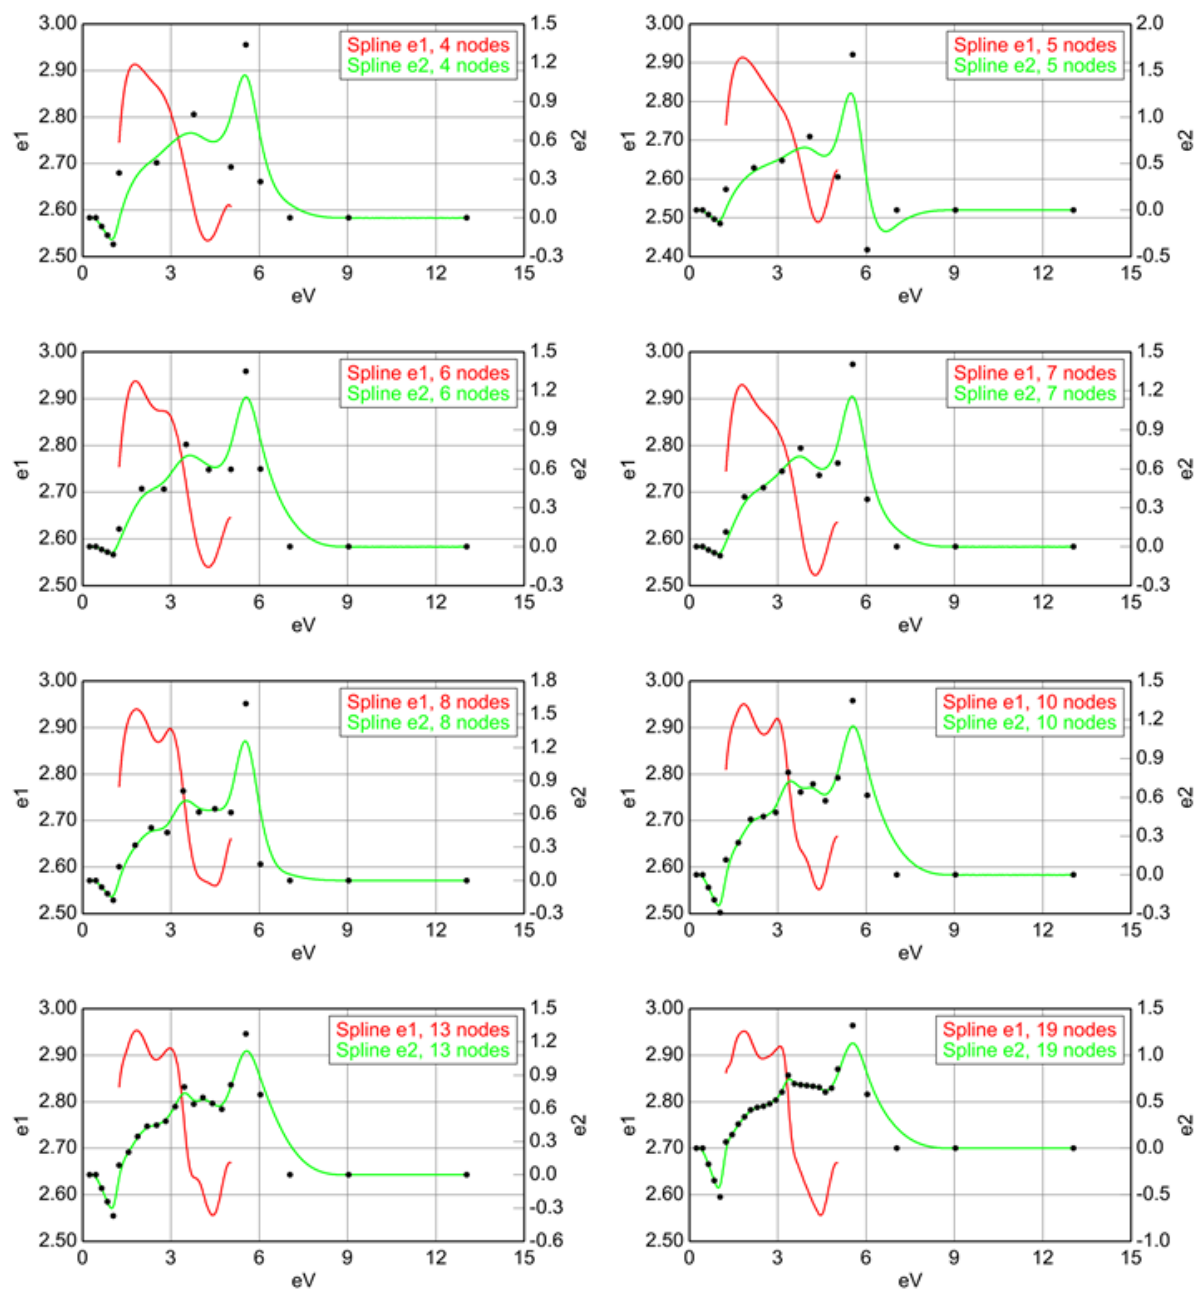 3.00 1.5
Spline e1, 4 nodes
Spline e2, 4 nodes
2.90 1.2
2.80 0.9
0.6
2.70
0.3
2.60 0.0
2.50 -0.3
e1 e2
0 3 6 9 12 15
eV
3.00 2.0
Spline e1, 5 nodes
Spline e2, 5 nodes
2.90 1.5
2.80 1.0
2.70
2.60 0.5
2.50 0.0
2.40 -0.5
e1 e2
0 3 6 9 12 15
eV
3.00 1.5
Spline e1, 6 nodes
Spline e2, 6 nodes
2.90 1.2
2.80 0.9
0.6
2.70
0.3
2.60 0.0
2.50 -0.3
e1 e2
0 3 6 9 12 15
eV
3.00 1.5
Spline e1, 7 nodes
Spline e2, 7 nodes
2.90 1.2
2.80 0.9
0.6
2.70
0.3
2.60 0.0
2.50 -0.3
e1 e2
0 3 6 9 12 15
eV
3.00 1.8
Spline e1, 8 nodes
Spline e2, 8 nodes
1.5
2.90 1.2
2.80 0.9
2.70 0.6
0.3
2.60 0.0
2.50 -0.3
e1 e2
0 3 6 9 12 15
eV
3.00 1.5
Spline e1, 10 nodes
Spline e2, 10 nodes
2.90 1.2
2.80 0.9
0.6
2.70
0.3
2.60 0.0
2.50 -0.3
e1 e2
0 3 6 9 12 15
eV
3.00 1.5
Spline e1, 13 nodes
Spline e2, 13 nodes
2.90 1.2
0.9
2.80 0.6
2.70 0.3
0.0
2.60 -0.3
2.50 -0.6
e1 e2
0 3 6 9 12 15
eV
3.00 1.5
Spline e1, 19 nodes
Spline e2, 19 nodes
2.90 1.0
2.80 0.5
2.70 0.0
2.60 -0.5
2.50 -1.0
e1 e2
0 3 6 9 12 15
eV